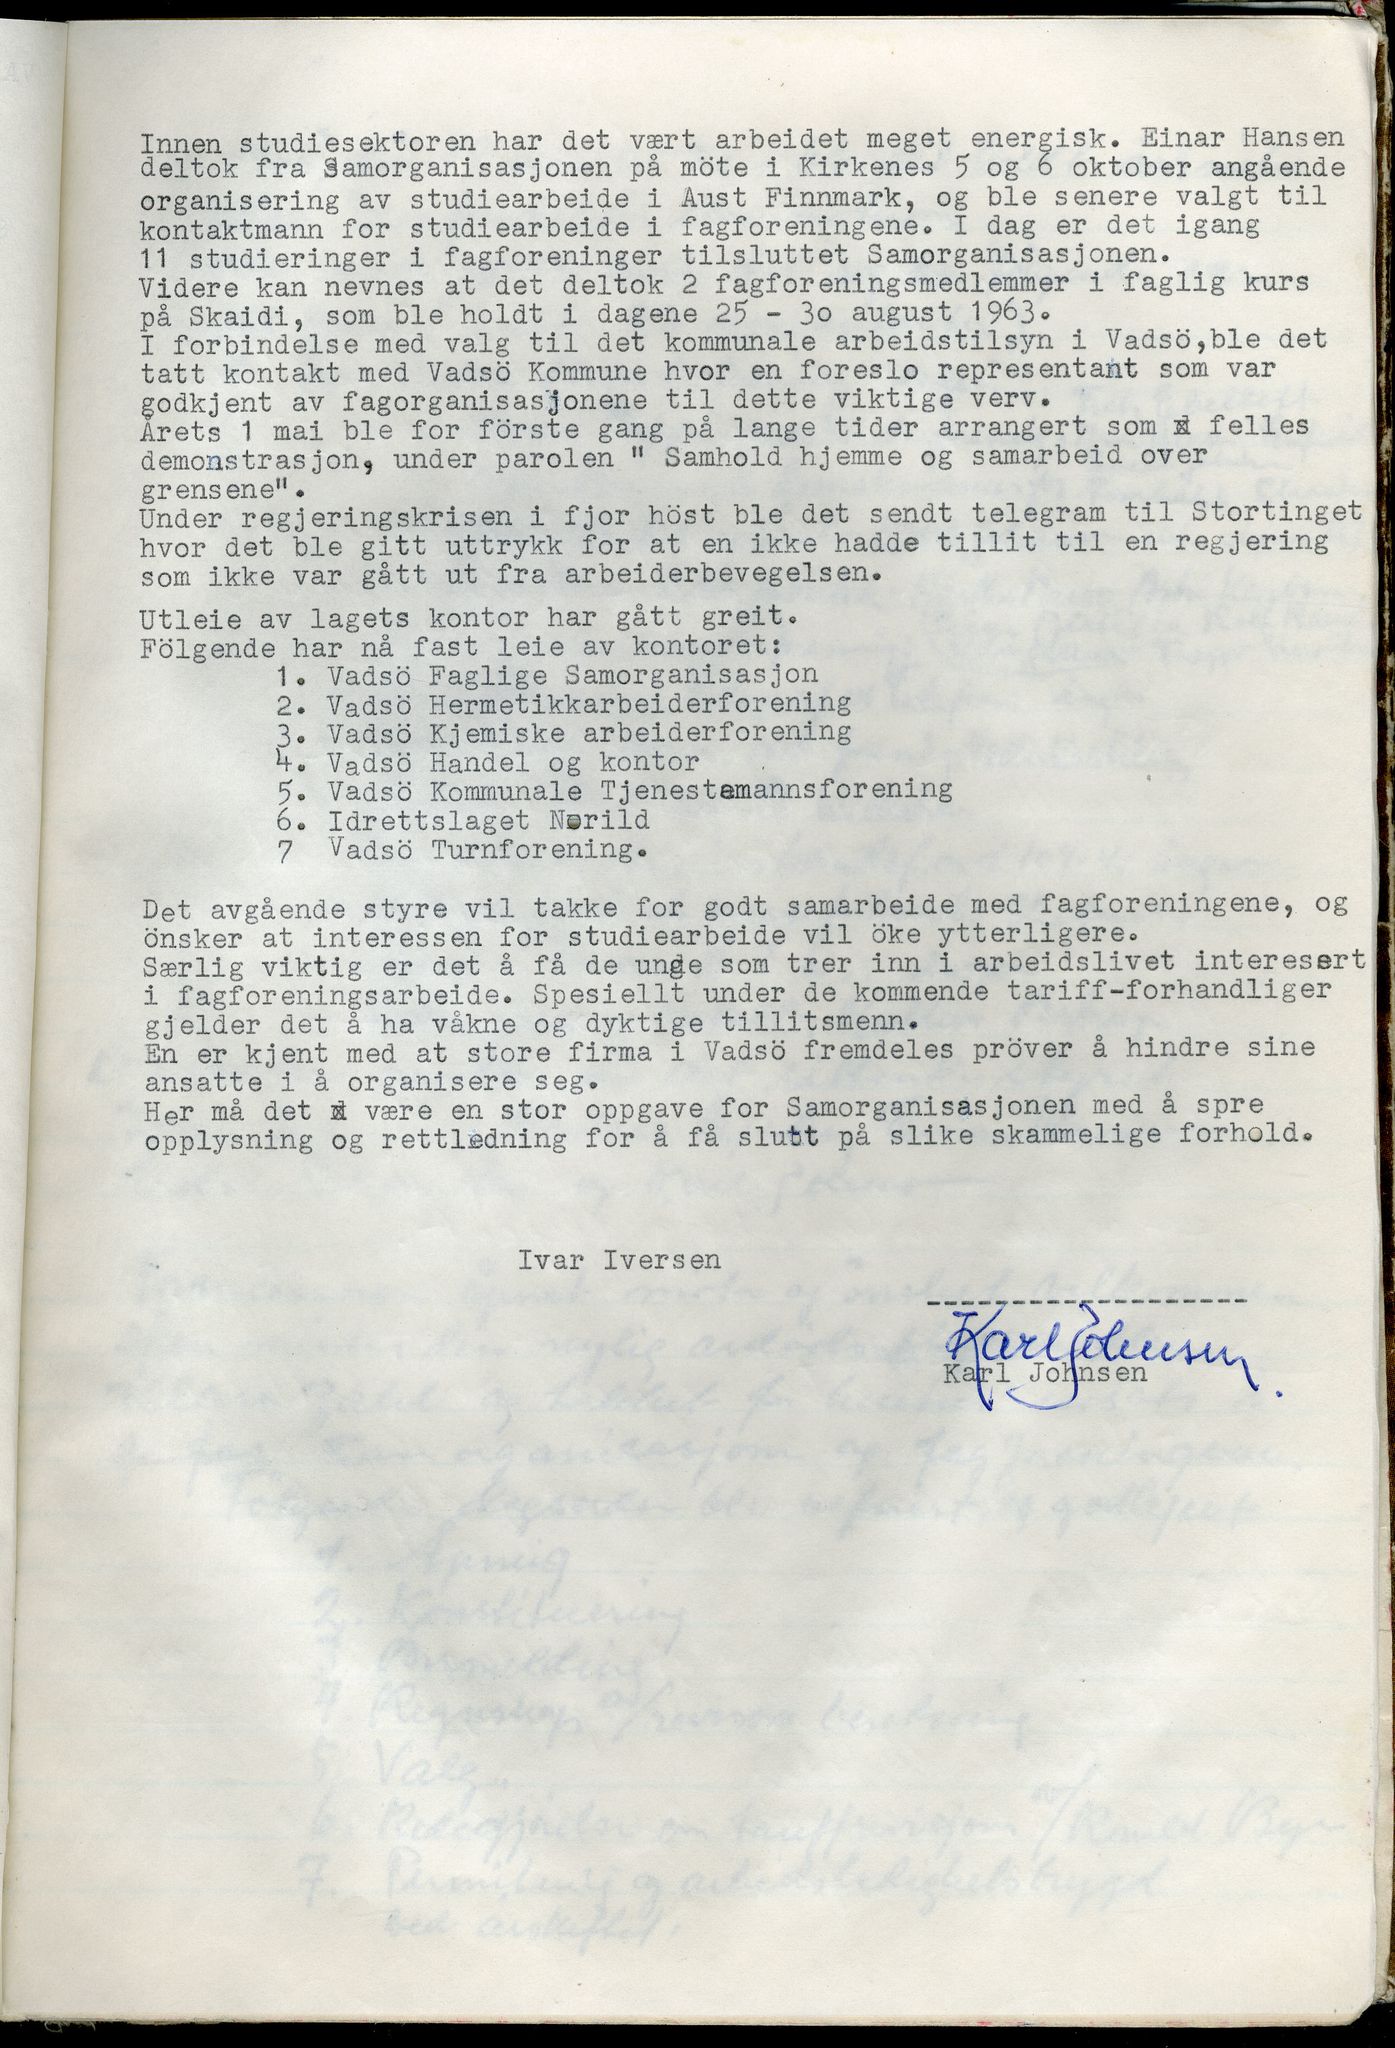 Innen studiesektoren har det vært arbeidet meget energisk. Einar Hansen
deltok fra Samorganisasjonen på möte i Kirkenes 5 og 6 oktober angående
organisering av studiearbeide i Aust Finnmark, og ble senere valgt til
kontaktmann for studiearbeide i fagforeningene. I dag er det igang
11 studieringer i fagforeninger tilsluttet Samorganisasjonen.
Videre kan nevnes at det deltok 2 fagforeningsmedlemmer i faglig kurs
på Skaidi, som ble holdt i dagene 25 - 3o august 1963.
I forbindelse med valg til det kommunale arbeidstilsyn i Vadsö,ble det
tatt kontakt med Vadsö Kommune hvor en foreslo representant som var
godkjent av fagorganisasjonene til dette viktige verv.
Årets 1 mai ble for förste gang på lange tider arrangert som felles
demonstrasjon, under parolen " Samhold hjemme og samarbeid over
grensene".
Under regjeringskrisen i fjor höst ble det sendt telegram til Stortinget
hvor det ble gitt uttrykk for at en ikke hadde tillit til en regjering
som ikke var gått ut fra arbeiderbevegelsen.
Utleie av lagets kontor har gått greit.
Fölgende har nå fast leie av kontoret:
1. Vadsö Faglige Samorganisasjon
2. Vadsö Hermetikkarbeiderforening
3. Vadsö Kjemiske arbeiderforening
4. Vadsö Handel og kontor
5. Vadsö Kommunale Tjenestemannsforening
6. Idrettslaget Norild
7 Vadsö Turnforening.
Det avgående styre vil takke for godt samarbeide med fagforeningene, og
önsker at interessen for studiearbeide vil öke ytterligere.
Særlig viktig er det å få de unge som trer inn i arbeidslivet interesert
i fagforeningsarbeide. Spesiellt under de kommende tariff-forhandliger
gjelder det å ha våkne og dyktige tillitsmenn.
En er kjent med at store firma i Vadsö fremdeles pröver å hindre sine
ansatte i å organisere seg.
Her må det være en stor oppgave for Samorganisasjonen med å spre
opplysning og rettledning for å få slutt på slike skammelige forhold.
Ivar Iversen
-------------------
Karl Johnsen.
Karl Johnsen